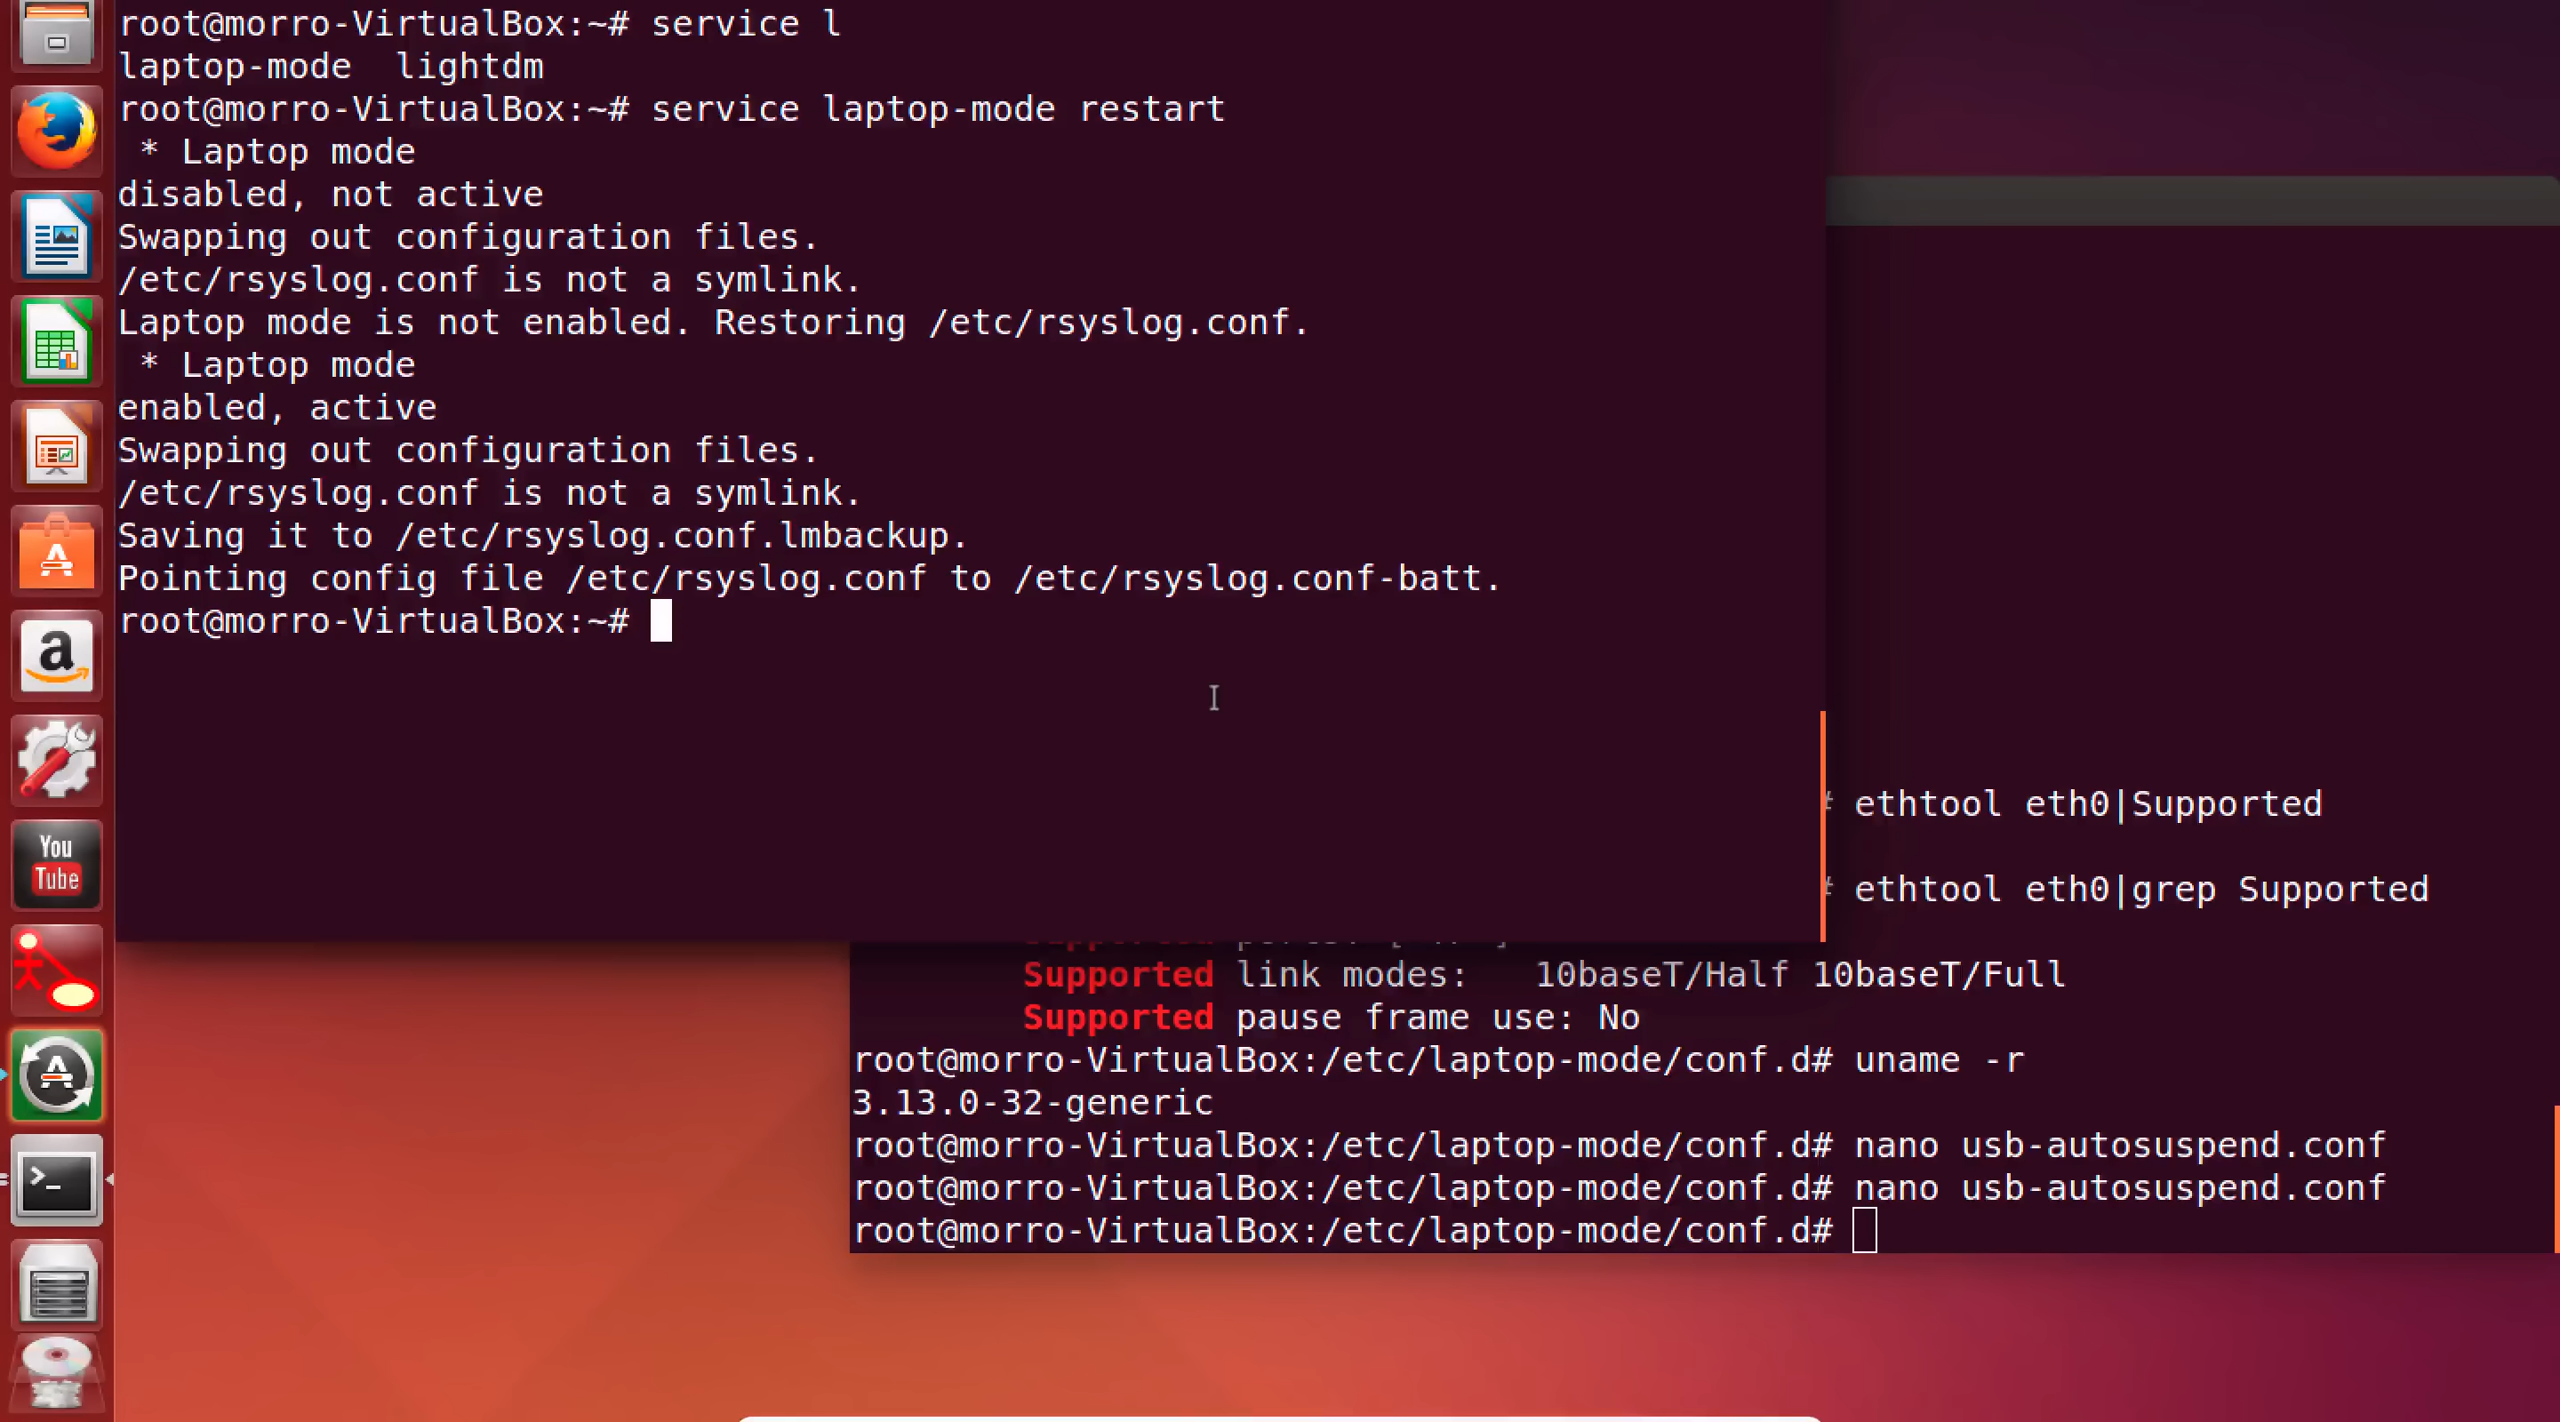 root@morro-VirtualBox:~# service l
laptop-mode  lightdm
root@morro-VirtualBox:~# service laptop-mode restart
 * Laptop mode
disabled, not active
Swapping out configuration files.
/etc/rsyslog.conf is not a symlink.
Laptop mode is not enabled. Restoring /etc/rsyslog.conf.
 * Laptop mode
enabled, active
Swapping out configuration files.
/etc/rsyslog.conf is not a symlink.
Saving it to /etc/rsyslog.conf.lmbackup.
Pointing config file /etc/rsyslog.conf to /etc/rsyslog.conf-batt.
root@morro-VirtualBox:~#
# ethtool eth0|Supported
# ethtool eth0|grep Supported
Supported link modes:   10baseT/Half 10baseT/Full
Supported pause frame use: No
root@morro-VirtualBox:/etc/laptop-mode/conf.d# uname -r
3.13.0-32-generic
root@morro-VirtualBox:/etc/laptop-mode/conf.d# nano usb-autosuspend.conf
root@morro-VirtualBox:/etc/laptop-mode/conf.d# nano usb-autosuspend.conf
root@morro-VirtualBox:/etc/laptop-mode/conf.d#
a
You
Tube
>_